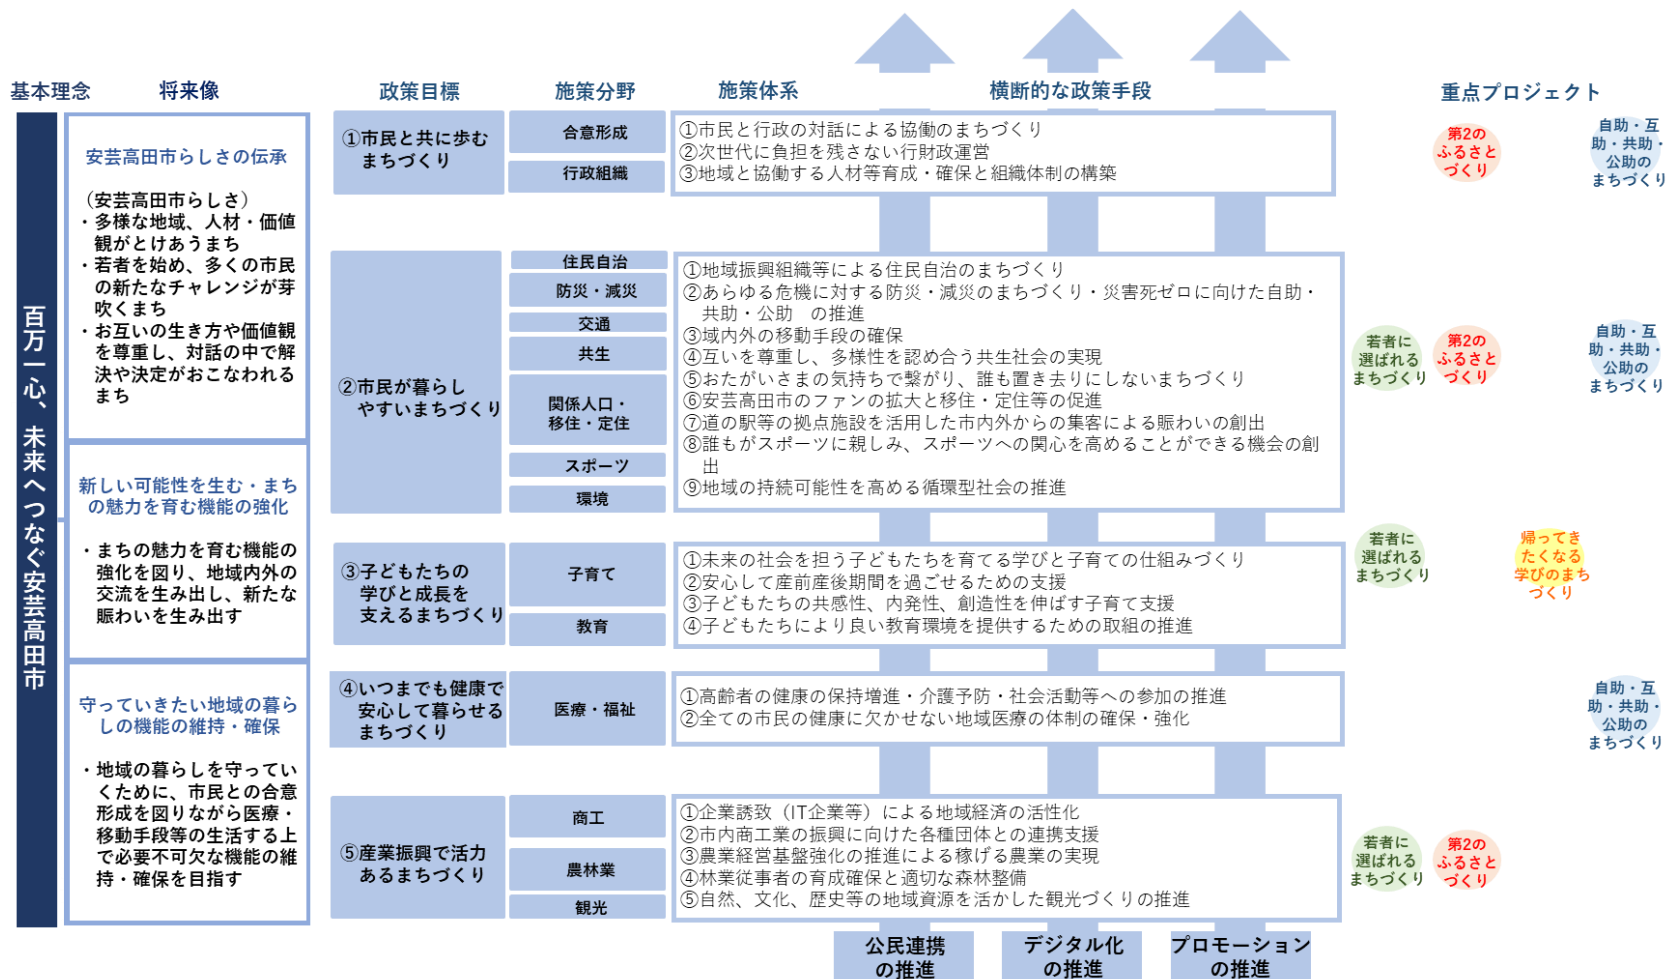 基本理念
将来像
政策目標
施策分野
施策体系
横断的な政策手段
重点プロジェクト
百万一心、未来へつなぐ安芸高田市
安芸高田市らしさの伝承
（安芸高田市らしさ）
・多様な地域、人材・価値
観がとけあうまち
・若者を始め、多くの市民
の新たなチャレンジが芽
吹くまち
・お互いの生き方や価値観
を尊重し、対話の中で解
決や決定がおこなわれる
まち
新しい可能性を生む・まち
の魅力を育む機能の強化
・まちの魅力を育む機能の
強化を図り、地域内外の
交流を生み出し、新たな
賑わいを生み出す
守っていきたい地域の暮ら
しの機能の維持・確保
・地域の暮らしを守ってい
くために、市民との合意
形成を図りながら医療・
移動手段等の生活する上
で必要不可欠な機能の維
持・確保を目指す
①市民と共に歩む
まちづくり
合意形成
行政組織
①市民と行政の対話による協働のまちづくり
②次世代に負担を残さない行財政運営
③地域と協働する人材等育成・確保と組織体制の構築
第2の
ふるさと
づくり
自助・互
助・共助・
公助の
まちづくり
②市民が暮らし
やすいまちづくり
住民自治
防災・減災
交通
共生
関係人口・
移住・定住
スポーツ
環境
①地域振興組織等による住民自治のまちづくり
②あらゆる危機に対する防災・減災のまちづくり・災害死ゼロに向けた自助・
共助・公助　の推進
③域内外の移動手段の確保
④互いを尊重し、多様性を認め合う共生社会の実現
⑤おたがいさまの気持ちで繋がり、誰も置き去りにしないまちづくり
⑥安芸高田市のファンの拡大と移住・定住等の促進
⑦道の駅等の拠点施設を活用した市内外からの集客による賑わいの創出
⑧誰もがスポーツに親しみ、スポーツへの関心を高めることができる機会の創
出
⑨地域の持続可能性を高める循環型社会の推進
若者に
選ばれる
まちづくり
第2の
ふるさと
づくり
自助・互
助・共助・
公助の
まちづくり
③子どもたちの
学びと成長を
支えるまちづくり
子育て
教育
①未来の社会を担う子どもたちを育てる学びと子育ての仕組みづくり
②安心して産前産後期間を過ごせるための支援
③子どもたちの共感性、内発性、創造性を伸ばす子育て支援
④子どもたちにより良い教育環境を提供するための取組の推進
若者に
選ばれる
まちづくり
帰ってき
たくなる
学びのまち
づくり
④いつまでも健康で
安心して暮らせる
まちづくり
医療・福祉
①高齢者の健康の保持増進・介護予防・社会活動等への参加の推進
②全ての市民の健康に欠かせない地域医療の体制の確保・強化
自助・互
助・共助・
公助の
まちづくり
⑤産業振興で活力
あるまちづくり
商工
農林業
観光
①企業誘致（IT企業等）による地域経済の活性化
②市内商工業の振興に向けた各種団体との連携支援
③農業経営基盤強化の推進による稼げる農業の実現
④林業従事者の育成確保と適切な森林整備
⑤自然、文化、歴史等の地域資源を活かした観光づくりの推進
若者に
選ばれる
まちづくり
第2の
ふるさと
づくり
公民連携
の推進
デジタル化
の推進
プロモーション
の推進